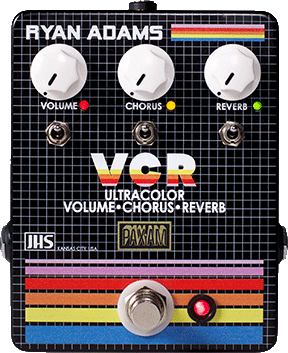 RYAN ADAMS
VOLUME CHORUS REVERB
VCR
ULTRACOLOR
VOLUME•CHORUS•REVERB
PAXAM
JHS KANSAS CITY, USA